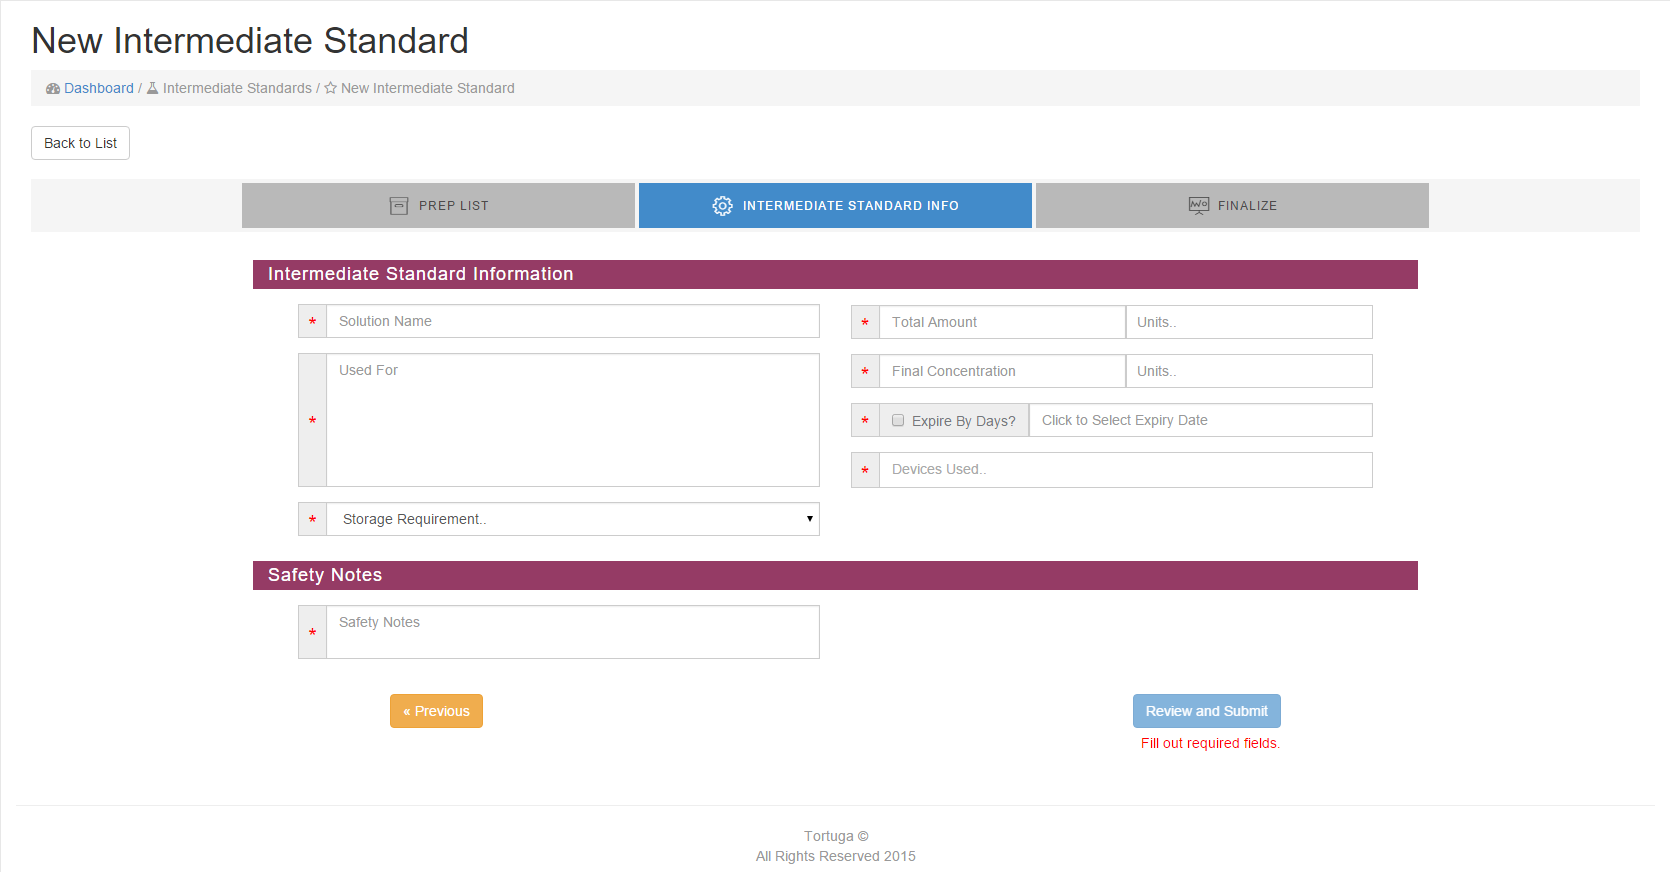 New Intermediate Standard
Dashboard / Intermediate Standards / New Intermediate Standard
Back to List
PREP LIST
INTERMEDIATE STANDARD INFO
FINALIZE
Intermediate Standard Information
* Solution Name
* Total Amount Units..
* Used For
* Final Concentration Units..
* Expire By Days? Click to Select Expiry Date
* Devices Used..
* Storage Requirement..
Safety Notes
* Safety Notes
« Previous
Review and Submit
Fill out required fields.
Tortuga ©
All Rights Reserved 2015